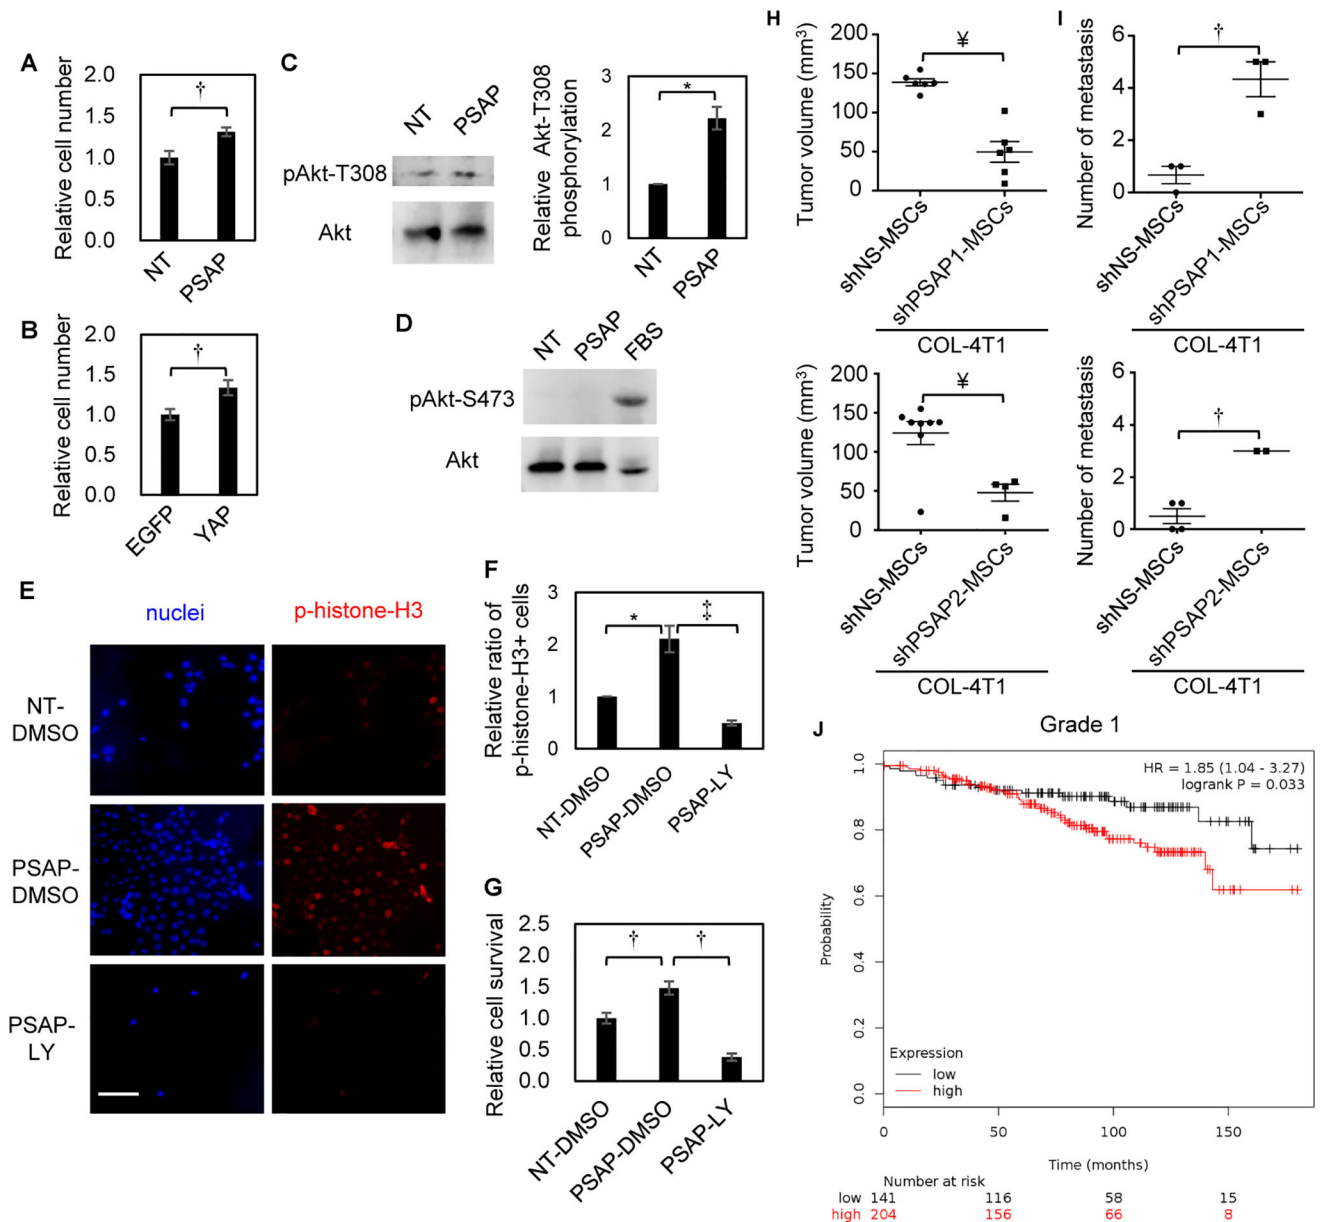 A
Relative cell number
2.0
1.5
1.0
0.5
0.0
†
NT
PSAP
B
Relative cell number
2.0
1.5
1.0
0.5
0.0
†
EGFP
YAP
C
NT
PSAP
pAkt-T308
Akt
Relative Akt-T308
phosphorylation
3
2
1
0
*
NT
PSAP
D
NT
PSAP
FBS
pAkt-S473
Akt
E
nuclei
p-histone-H3
NT-
DMSO
PSAP-
DMSO
PSAP-
LY
F
Relative ratio of
p-histone-H3+ cells
3
2
1
0
*
‡
NT-DMSO
PSAP-DMSO
PSAP-LY
G
Relative cell survival
2.5
2.0
1.5
1.0
0.5
0.0
†
†
NT-DMSO
PSAP-DMSO
PSAP-LY
H
Tumor volume (mm³)
200
150
100
50
0
¥
shNS-MSCs
shPSAP1-MSCs
COL-4T1
Tumor volume (mm³)
200
150
100
50
0
¥
shNS-MSCs
shPSAP2-MSCs
COL-4T1
I
Number of metastasis
6
4
2
0
†
shNS-MSCs
shPSAP1-MSCs
COL-4T1
Number of metastasis
6
4
2
0
†
shNS-MSCs
shPSAP2-MSCs
COL-4T1
J
Grade 1
HR = 1.85 (1.04 - 3.27)
logrank P = 0.033
Probability
1.0
0.8
0.6
0.4
0.2
0.0
Expression
low
high
0 50 100 150
Time (months)
Number at risk
low 141 116 58 15
high 204 156 66 8